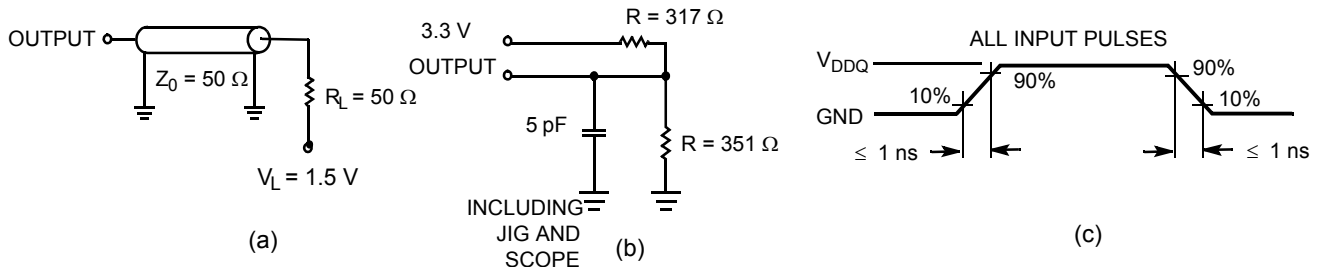 OUTPUT
Z0 = 50 Ω
RL = 50 Ω
VL = 1.5 V
(a)
R = 317 Ω
3.3 V
OUTPUT
5 pF
R = 351 Ω
INCLUDING
JIG AND
SCOPE
(b)
ALL INPUT PULSES
VDDQ
GND
10%
90%
90%
10%
≤ 1 ns
≤ 1 ns
(c)